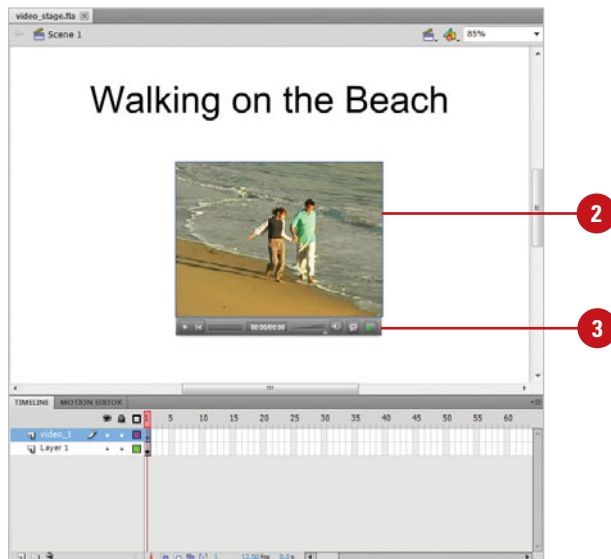 video_stage.fla
Scene 1
85%
Walking on the Beach
2
00:00/00:00
3
TIMELINE MOTION EDITOR
1 5 10 15 20 25 30 35 40 45 50 55 60
video_1
Layer 1
1 12.00 fps 0.0 s